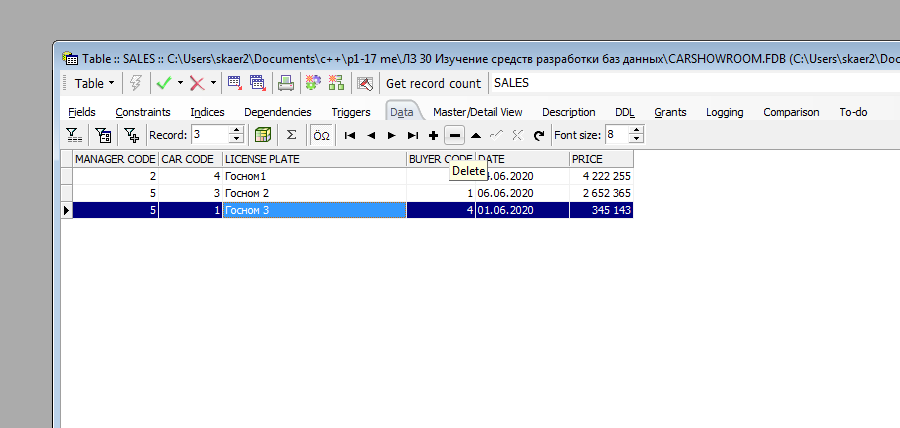 Table :: SALES :: C:\Users\skaer2\Documents\c++\p1-17 me\ЛЗ 30 Изучение средств разработки баз данных\CARSHOWROOM.FDB (C:\Users\skaer2\Doc
Table Get record count SALES
Fields Constraints Indices Dependencies Triggers Data Master/Detail View Description DDL Grants Logging Comparison To-do
Record: 3 Σ ÖΩ Font size: 8
MANAGER CODE CAR CODE LICENSE PLATE BUYER CODE DATE PRICE
2 4 Госном1 .06.2020 4 222 255
5 3 Госном 2 1 06.06.2020 2 652 365
5 1 Госном 3 4 01.06.2020 345 143
Delete